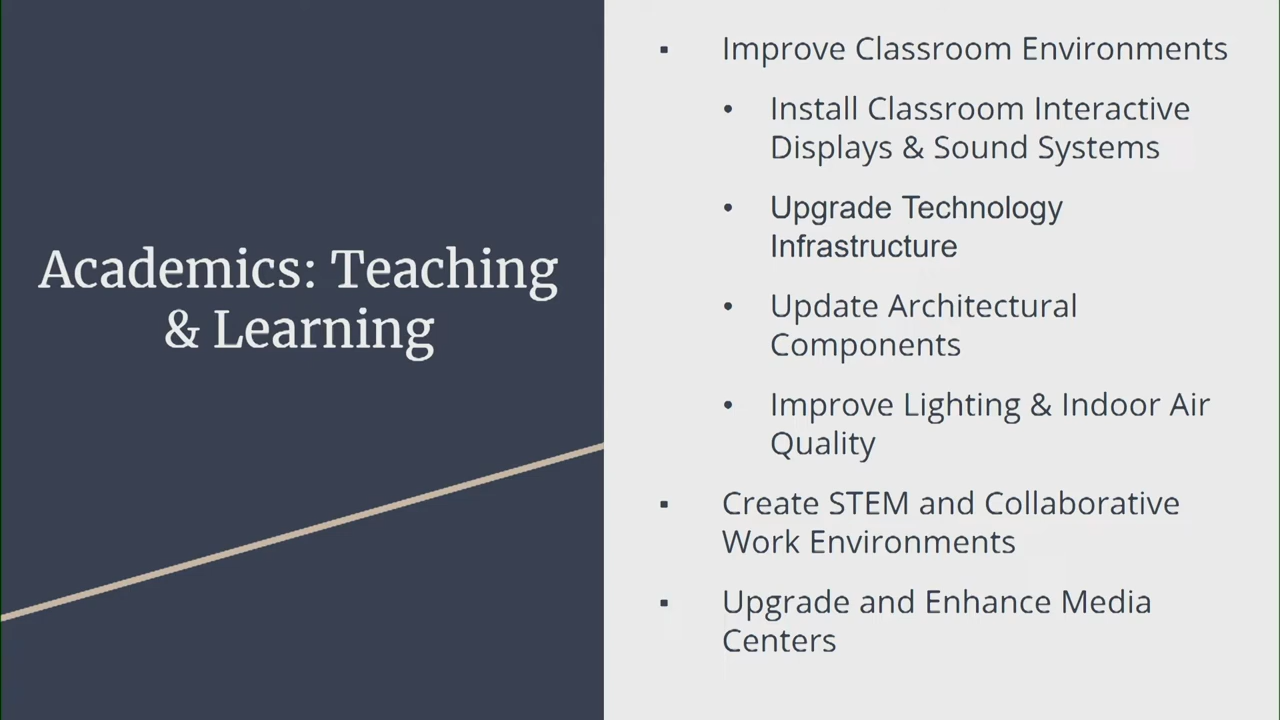 Academics: Teaching
& Learning
▪ Improve Classroom Environments
• Install Classroom Interactive
Displays & Sound Systems
• Upgrade Technology
Infrastructure
• Update Architectural
Components
• Improve Lighting & Indoor Air
Quality
▪ Create STEM and Collaborative
Work Environments
▪ Upgrade and Enhance Media
Centers